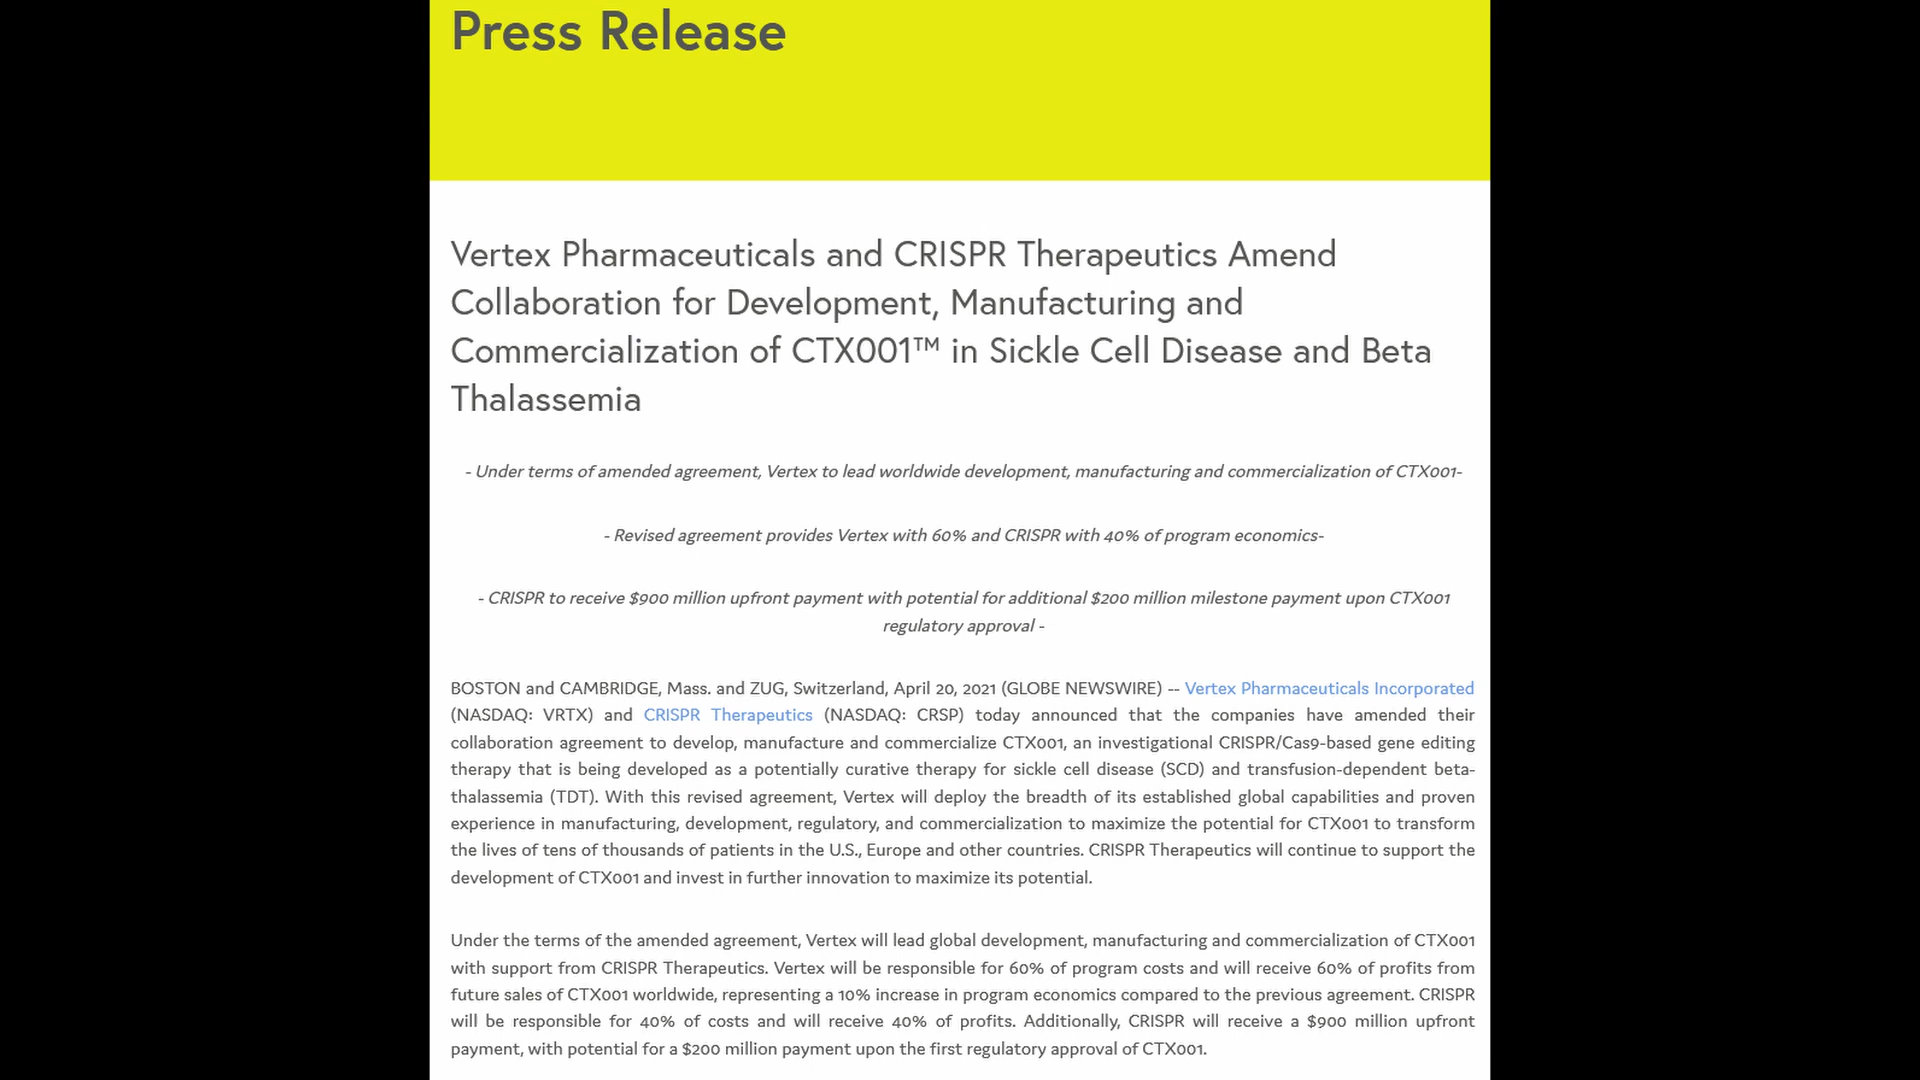 Press Release
Vertex Pharmaceuticals and CRISPR Therapeutics Amend
Collaboration for Development, Manufacturing and
Commercialization of CTX001™ in Sickle Cell Disease and Beta
Thalassemia
- Under terms of amended agreement, Vertex to lead worldwide development, manufacturing and commercialization of CTX001-
- Revised agreement provides Vertex with 60% and CRISPR with 40% of program economics-
- CRISPR to receive $900 million upfront payment with potential for additional $200 million milestone payment upon CTX001
regulatory approval -
BOSTON and CAMBRIDGE, Mass. and ZUG, Switzerland, April 20, 2021 (GLOBE NEWSWIRE) -- Vertex Pharmaceuticals Incorporated
(NASDAQ: VRTX) and CRISPR Therapeutics (NASDAQ: CRSP) today announced that the companies have amended their
collaboration agreement to develop, manufacture and commercialize CTX001, an investigational CRISPR/Cas9-based gene editing
therapy that is being developed as a potentially curative therapy for sickle cell disease (SCD) and transfusion-dependent beta-
thalassemia (TDT). With this revised agreement, Vertex will deploy the breadth of its established global capabilities and proven
experience in manufacturing, development, regulatory, and commercialization to maximize the potential for CTX001 to transform
the lives of tens of thousands of patients in the U.S., Europe and other countries. CRISPR Therapeutics will continue to support the
development of CTX001 and invest in further innovation to maximize its potential.
Under the terms of the amended agreement, Vertex will lead global development, manufacturing and commercialization of CTX001
with support from CRISPR Therapeutics. Vertex will be responsible for 60% of program costs and will receive 60% of profits from
future sales of CTX001 worldwide, representing a 10% increase in program economics compared to the previous agreement. CRISPR
will be responsible for 40% of costs and will receive 40% of profits. Additionally, CRISPR will receive a $900 million upfront
payment, with potential for a $200 million payment upon the first regulatory approval of CTX001.